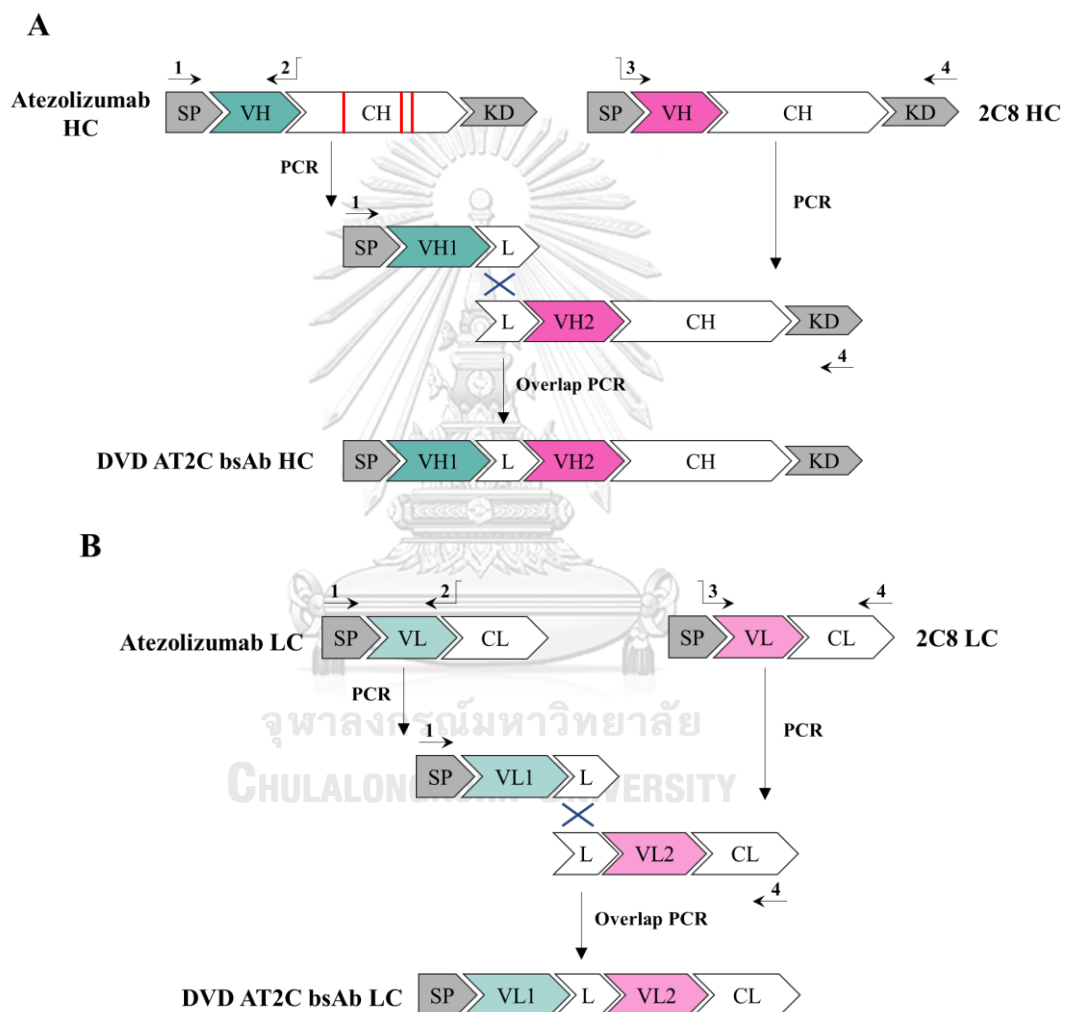 A
1
2
3
4
Atezolizumab
HC
SP
VH
CH
KD
SP
VH
CH
KD
2C8 HC
PCR
PCR
1
SP
VH1
L
L
VH2
CH
KD
4
Overlap PCR
DVD AT2C bsAb HC
SP
VH1
L
VH2
CH
KD
B
1
2
3
4
Atezolizumab LC
SP
VL
CL
SP
VL
CL
2C8 LC
PCR
PCR
จุฬาลงกรณ์มหาวิทยาลัย
1
SP
VL1
L
CHULALONGKORN UNIVERSITY
L
VL2
CL
4
Overlap PCR
DVD AT2C bsAb LC
SP
VL1
L
VL2
CL